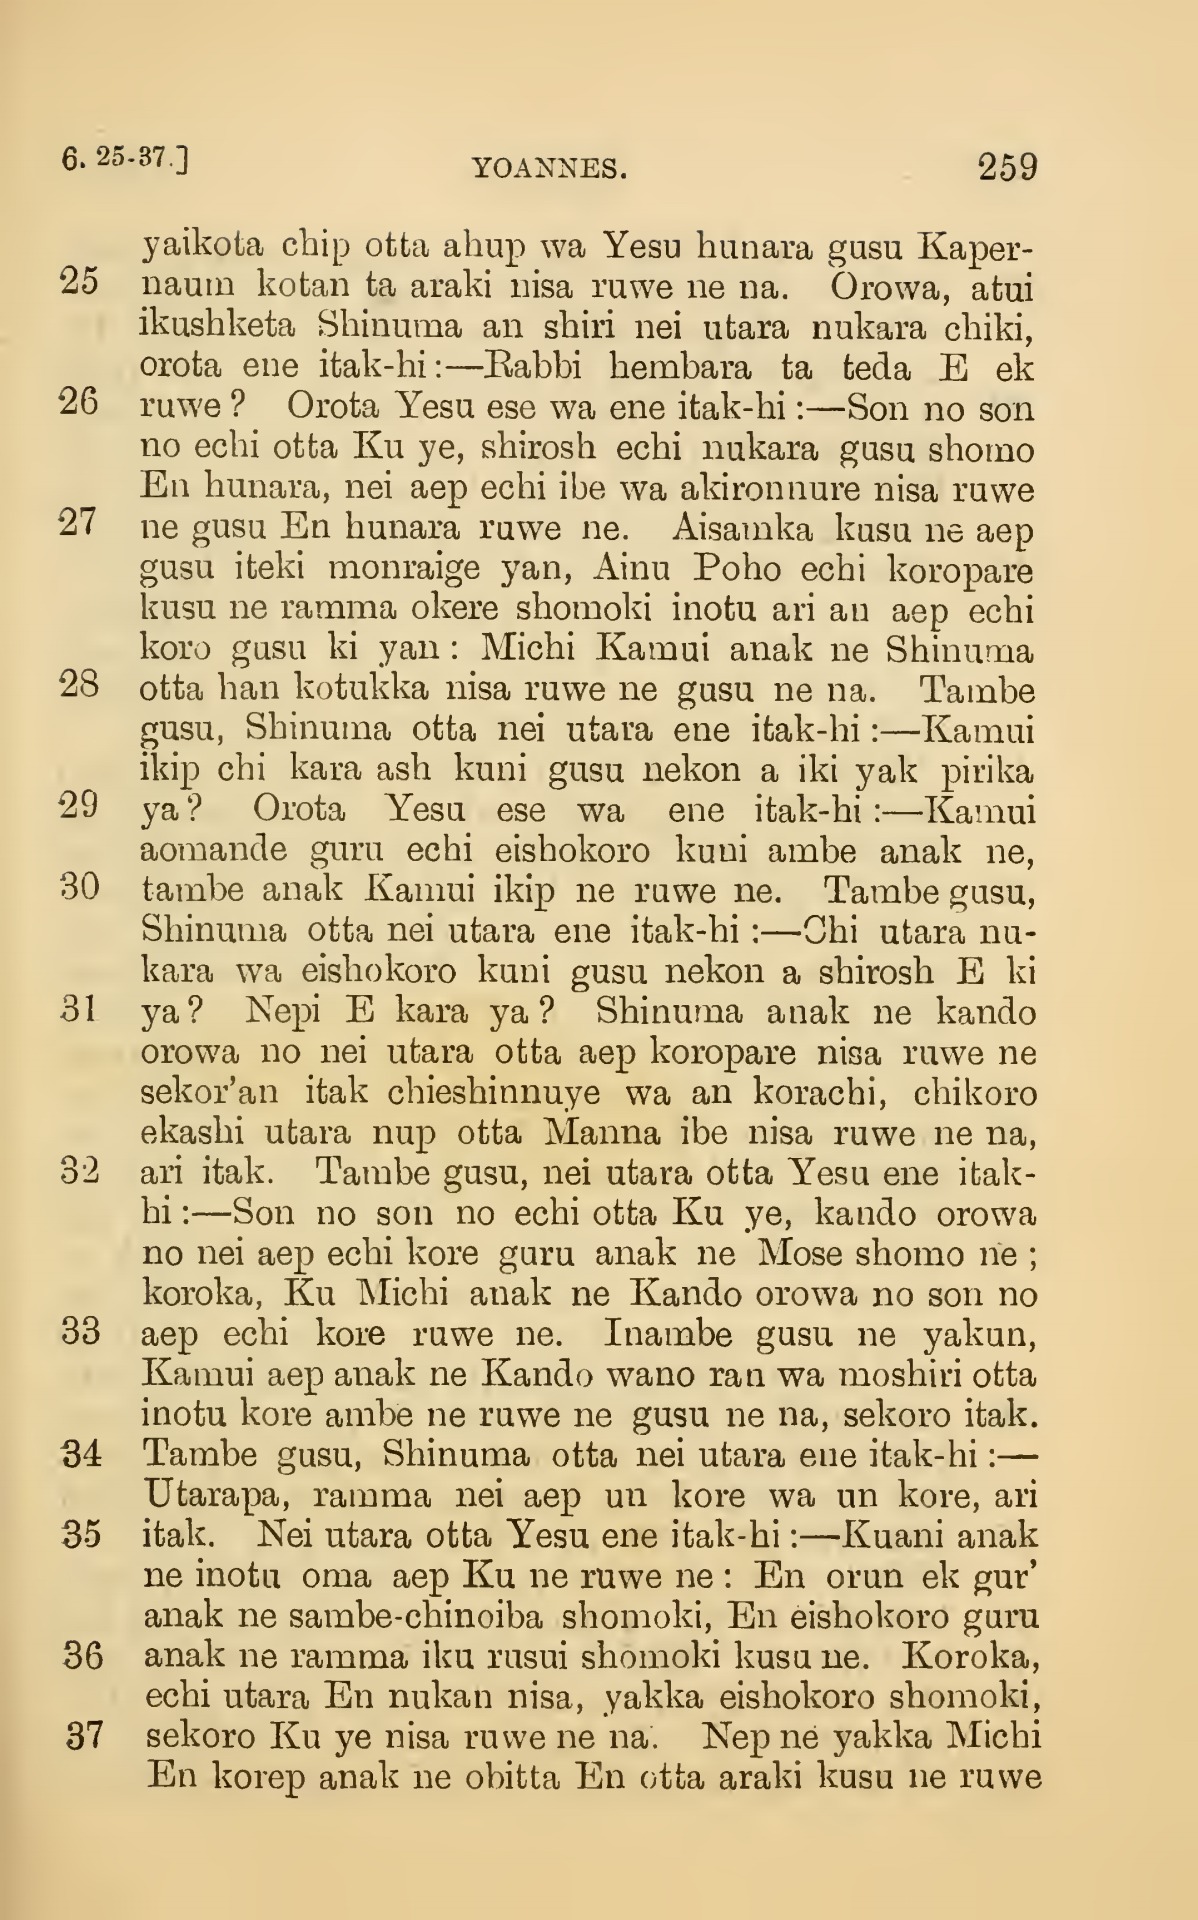 6. 25-37.] YOANNES. 259
yaikota chip otta ahup wa Yesu hunara gusu Kaper-
25 naum kotan ta araki nisa ruwe ne na. Orowa, atui
ikushketa Shinuma an shiri nei utara nukara chiki,
orota ene itak-hi:—Rabbi hembara ta teda E ek
26 ruwe? Orota Yesu ese wa ene itak-hi:—Son no son
no echi otta Ku ye, shirosh echi nukara gusu shomo
En hunara, nei aep echi ibe wa akironnure nisa ruwe
27 ne gusu En hunara ruwe ne. Aisamka kusu ne aep
gusu iteki monraige yan, Ainu Poho echi koropare
kusu ne ramma okere shomoki inotu ari an aep echi
koro gusu ki yan: Michi Kamui anak ne Shinuma
28 otta han kotukka nisa ruwe ne gusu ne na. Tambe
gusu, Shinuma otta nei utara ene itak-hi:—Kamui
ikip chi kara ash kuni gusu nekon a iki yak pirika
29 ya? Orota Yesu ese wa ene itak-hi:—Kamui
aomande guru echi eishokoro kuni ambe anak ne,
30 tambe anak Kamui ikip ne ruwe ne. Tambe gusu,
Shinuma otta nei utara ene itak-hi:—Chi utara nu-
kara wa eishokoro kuni gusu nekon a shirosh E ki
31 ya? Nepi E kara ya? Shinuma anak ne kando
orowa no nei utara otta aep koropare nisa ruwe ne
sekor'an itak chieshinnuye wa an korachi, chikoro
ekashi utara nup otta Manna ibe nisa ruwe ne na,
32 ari itak. Tambe gusu, nei utara otta Yesu ene itak-
hi:—Son no son no echi otta Ku ye, kando orowa
no nei aep echi kore guru anak ne Mose shomo ne;
koroka, Ku Michi anak ne Kando orowa no son no
33 aep echi kore ruwe ne. Inambe gusu ne yakun,
Kamui aep anak ne Kando wano ran wa moshiri otta
inotu kore ambe ne ruwe ne gusu ne na, sekoro itak.
34 Tambe gusu, Shinuma otta nei utara ene itak-hi:—
Utarapa, ramma nei aep un kore wa un kore, ari
35 itak. Nei utara otta Yesu ene itak-hi:—Kuani anak
ne inotu oma aep Ku ne ruwe ne: En orun ek gur'
anak ne sambe-chinoiba shomoki, En eishokoro guru
36 anak ne ramma iku rusui shomoki kusu ne. Koroka,
echi utara En nukan nisa, yakka eishokoro shomoki,
37 sekoro Ku ye nisa ruwe ne na. Nep ne yakka Michi
En korep anak ne obitta En otta araki kusu ne ruwe